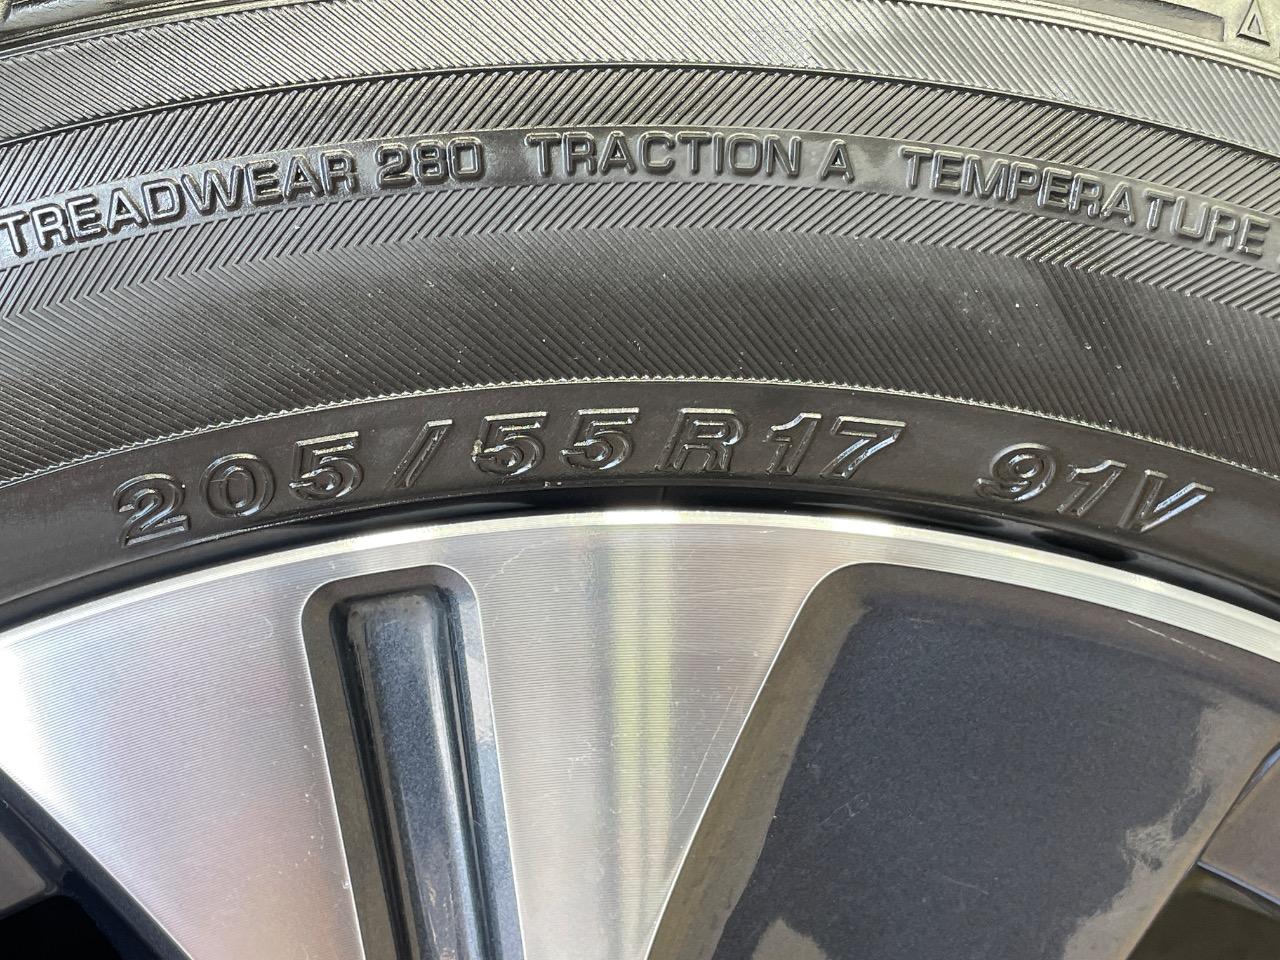 TREADWEAR 280 TRACTION A TEMPERATURE
205/55R17 91V